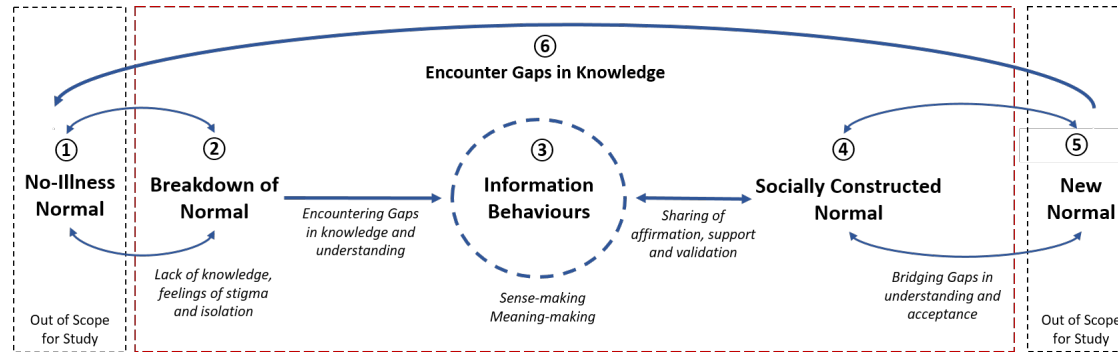 ⑥
Encounter Gaps in Knowledge
①
No-Illness
Normal
Out of Scope
for Study
②
Breakdown of
Normal
Lack of knowledge,
feelings of stigma
and isolation
Encountering Gaps
in knowledge and
understanding
③
Information
Behaviours
Sense-making
Meaning-making
Sharing of
affirmation, support
and validation
④
Socially Constructed
Normal
Bridging Gaps in
understanding and
acceptance
⑤
New
Normal
Out of Scope
for Study